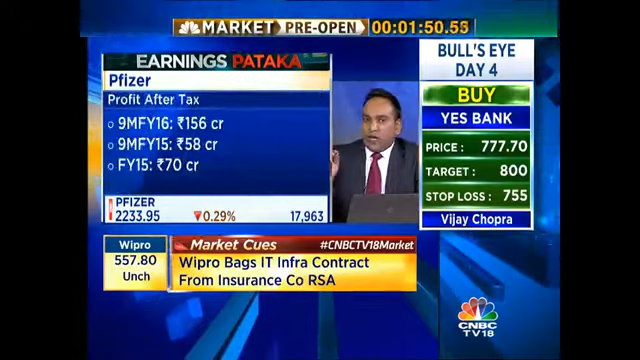 CNBC MARKET PRE-OPEN 00:01:50.53
EARNINGS PATAKA
Pfizer
Profit After Tax
9MFY16: ₹156 cr
9MFY15: ₹58 cr
FY15: ₹70 cr
PFIZER
2233.95 ▼0.29% 17,963
BULL'S EYE
DAY 4
BUY
YES BANK
PRICE: 777.70
TARGET: 800
STOP LOSS: 755
Vijay Chopra
Wipro
557.80
Unch
Market Cues #CNBCTV18Market
Wipro Bags IT Infra Contract
From Insurance Co RSA
CNBC
TV18